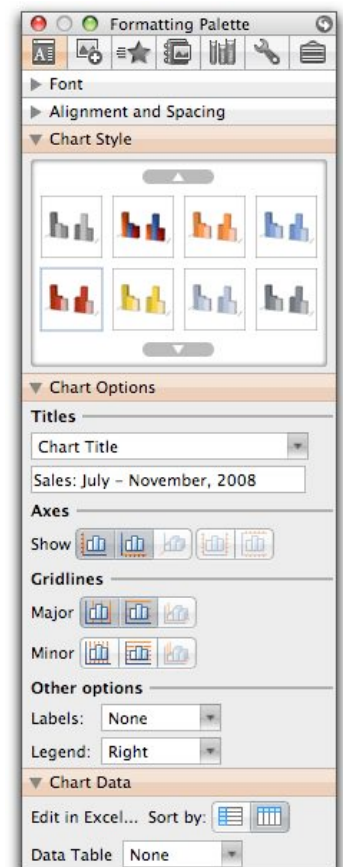 Formatting Palette
Font
Alignment and Spacing
Chart Style
Chart Options
Titles
Chart Title
Sales: July – November, 2008
Axes
Show
Gridlines
Major
Minor
Other options
Labels: None
Legend: Right
Chart Data
Edit in Excel... Sort by:
Data Table None